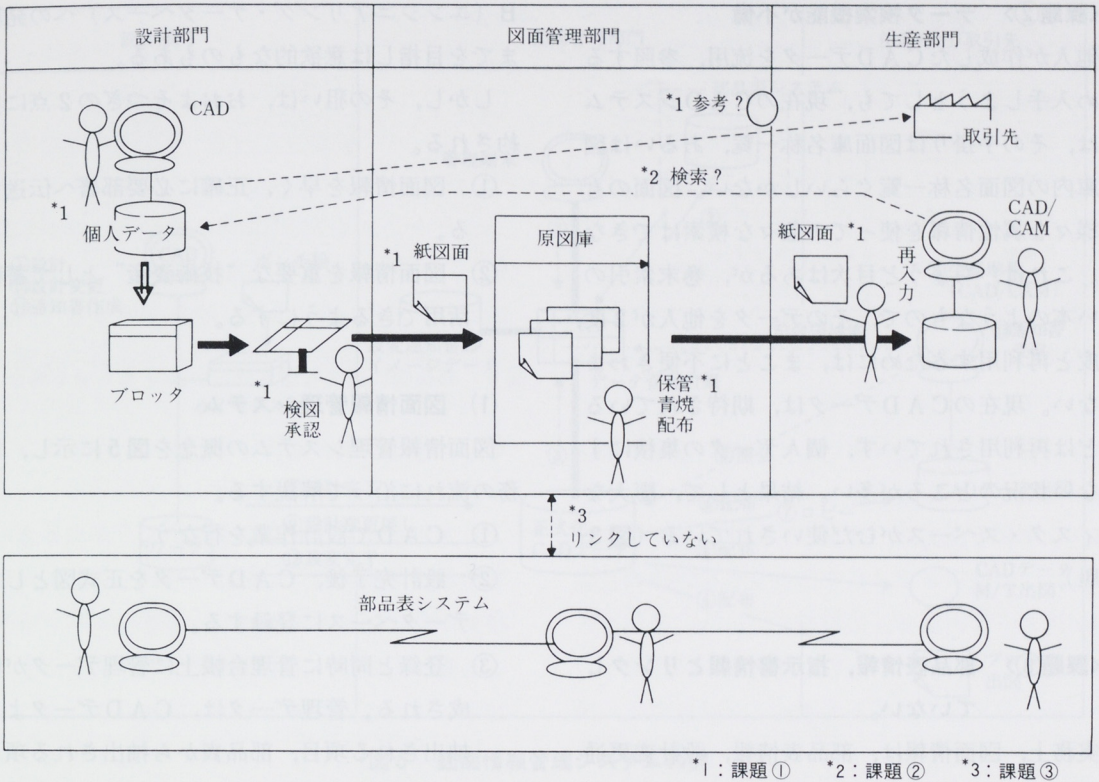 設計部門
図面管理部門
生産部門
CAD
*1 参考?
取引先
*2 検索?
*1
個人データ
*1 紙図面
原図庫
紙図面 *1
再入力
CAD/
CAM
プロッタ
*1 検図
承認
保管 *1
青焼
配布
*3
リンクしていない
部品表システム
*1:課題① *2:課題② *3:課題③